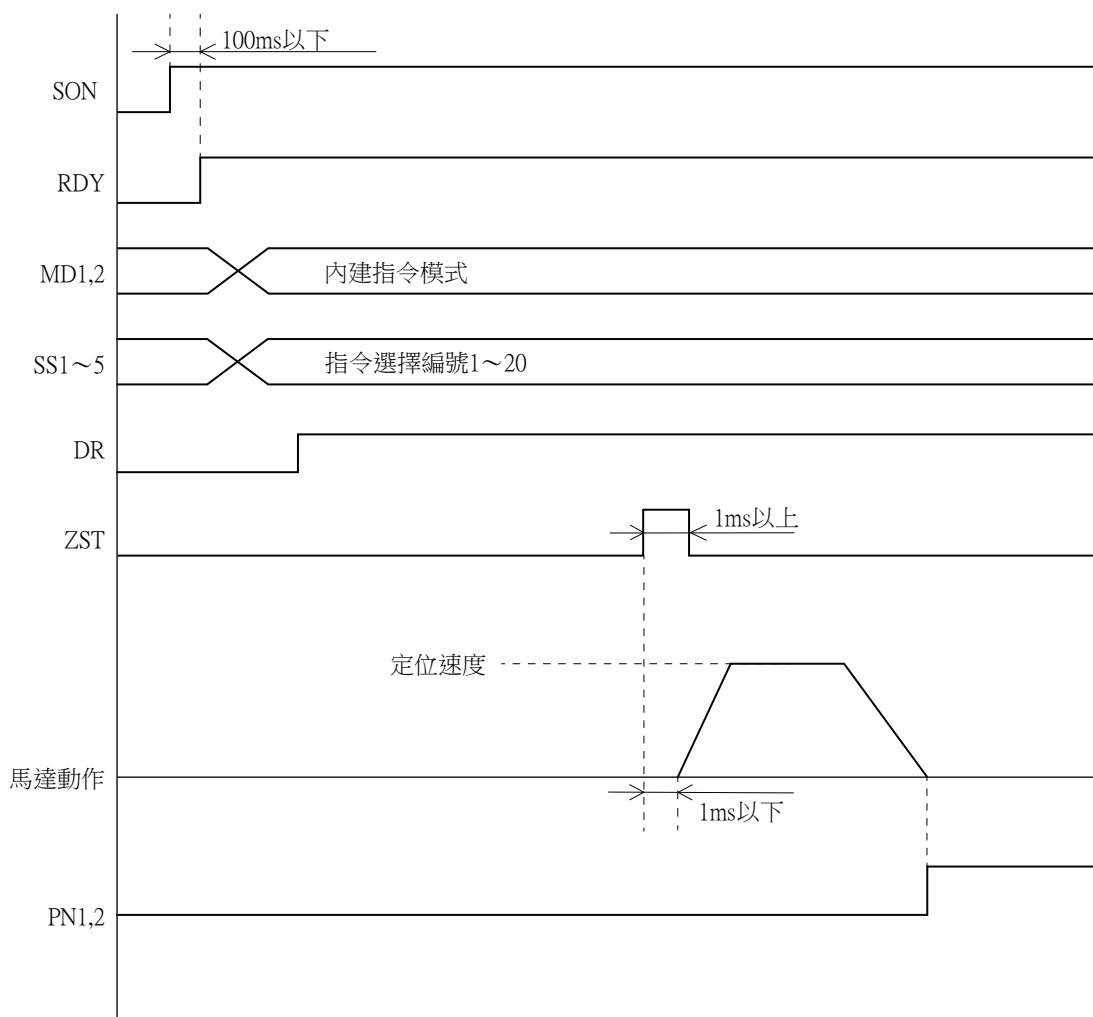 100ms以下
SON
RDY
MD1,2 內建指令模式
SS1～5 指令選擇編號1～20
DR
ZST 1ms以上
定位速度
馬達動作
1ms以下
PN1,2